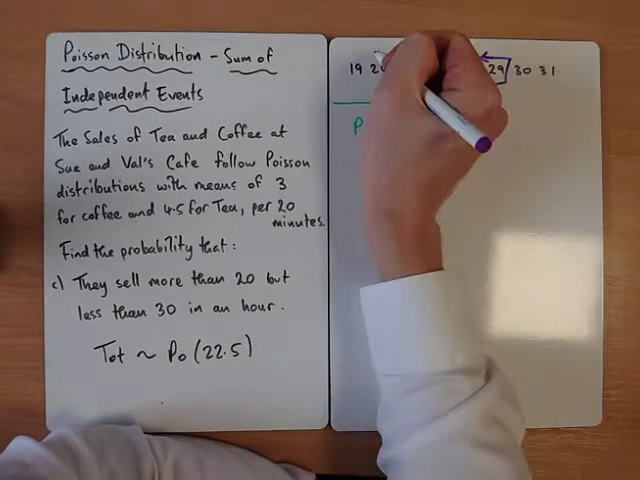 Poisson Distribution - Sum of
Independent Events
The Sales of Tea and Coffee at
Sue and Val's Cafe follow Poisson
distributions with means of 3
for coffee and 4.5 for Tea, per 20
minutes.
Find the probability that:
c) They sell more than 20 but
less than 30 in an hour.
Tot ~ Po (22.5)
19 29 30 31
P